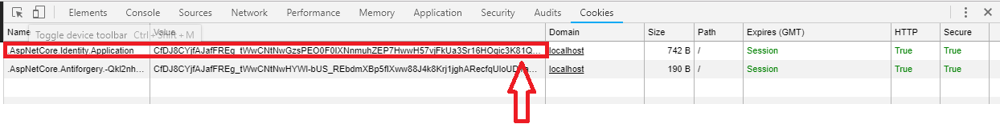 Elements Console Sources Network Performance Memory Application Security Audits Cookies
Name Value Domain Size Path Expires (GMT) HTTP Secure
Toggle device toolbar Ctrl + Shift + M
.AspNetCore.Identity.Application CfDJ8CYjfAJafFREg_tWwCNtNwGzsPEO0F0IXNnmuhZEP7HwwH57vjFkUa3Sr16HOgic3K81Q... localhost 742 B / Session True True
.AspNetCore.Antiforgery.-Qkl2nh... CfDJ8CYjfAJafFREg_tWwCNtNwHYWl-bUS_REbdmXBp5flXww88J4k8Krj1jghARecfqUloUD localhost 190 B / Session True True